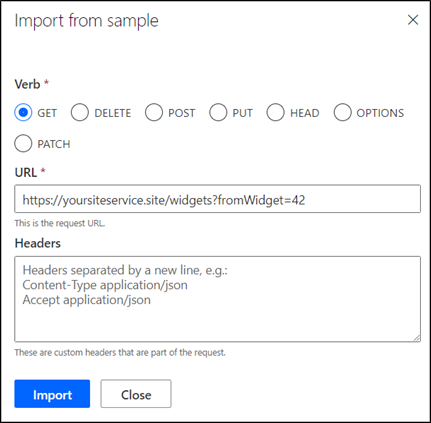 Import from sample
Verb *
GET DELETE POST PUT HEAD OPTIONS
PATCH
URL *
https://yoursiteservice.site/widgets?fromWidget=42
This is the request URL.
Headers
Headers separated by a new line, e.g.:
Content-Type application/json
Accept application/json
These are custom headers that are part of the request.
Import Close